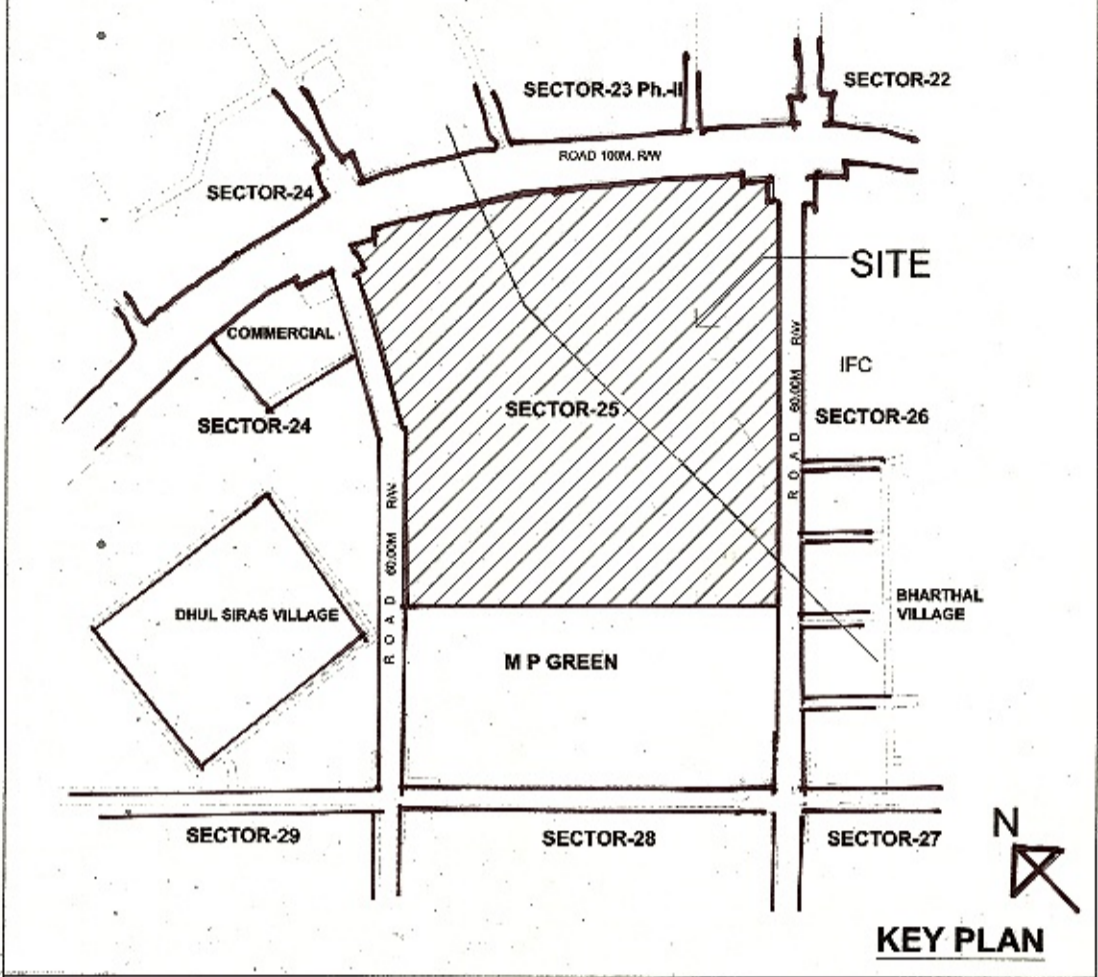 SECTOR-22
SECTOR-23 Ph.-II
ROAD 100M. R/W
SECTOR-24
SITE
COMMERCIAL
ROAD 60.00M R/W
IFC
SECTOR-25
SECTOR-26
SECTOR-24
ROAD 60.00M R/W
BHARTHAL
VILLAGE
DHUL SIRAS VILLAGE
M P GREEN
SECTOR-29
SECTOR-28
SECTOR-27
N
KEY PLAN